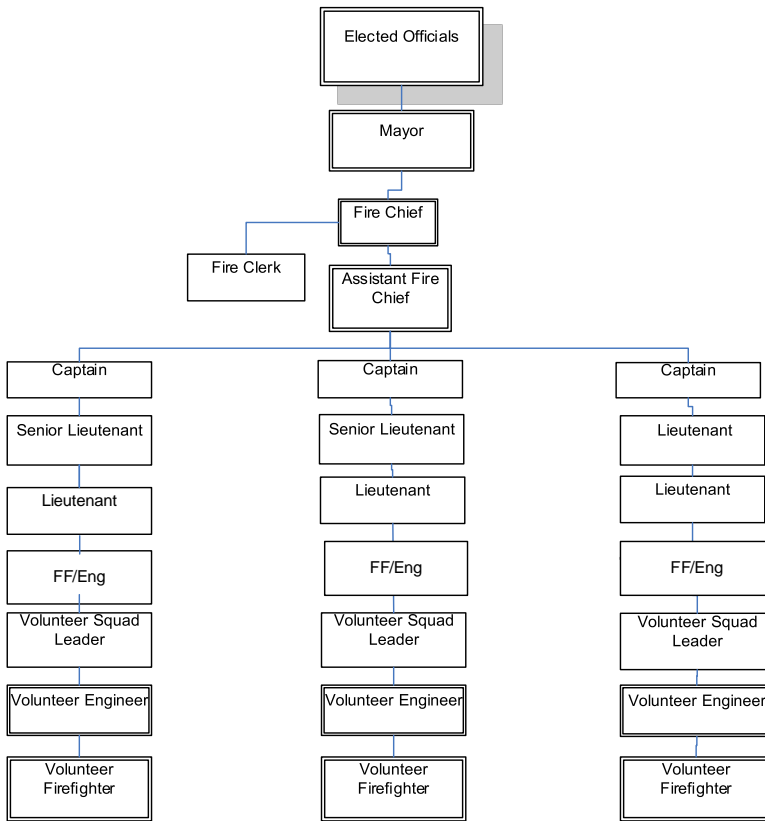 Elected Officials
Mayor
Fire Chief
Fire Clerk
Assistant Fire
Chief
Captain
Captain
Captain
Senior Lieutenant
Senior Lieutenant
Lieutenant
Lieutenant
Lieutenant
Lieutenant
FF/Eng
FF/Eng
FF/Eng
Volunteer Squad
Leader
Volunteer Squad
Leader
Volunteer Squad
Leader
Volunteer Engineer
Volunteer Engineer
Volunteer Engineer
Volunteer
Firefighter
Volunteer
Firefighter
Volunteer
Firefighter